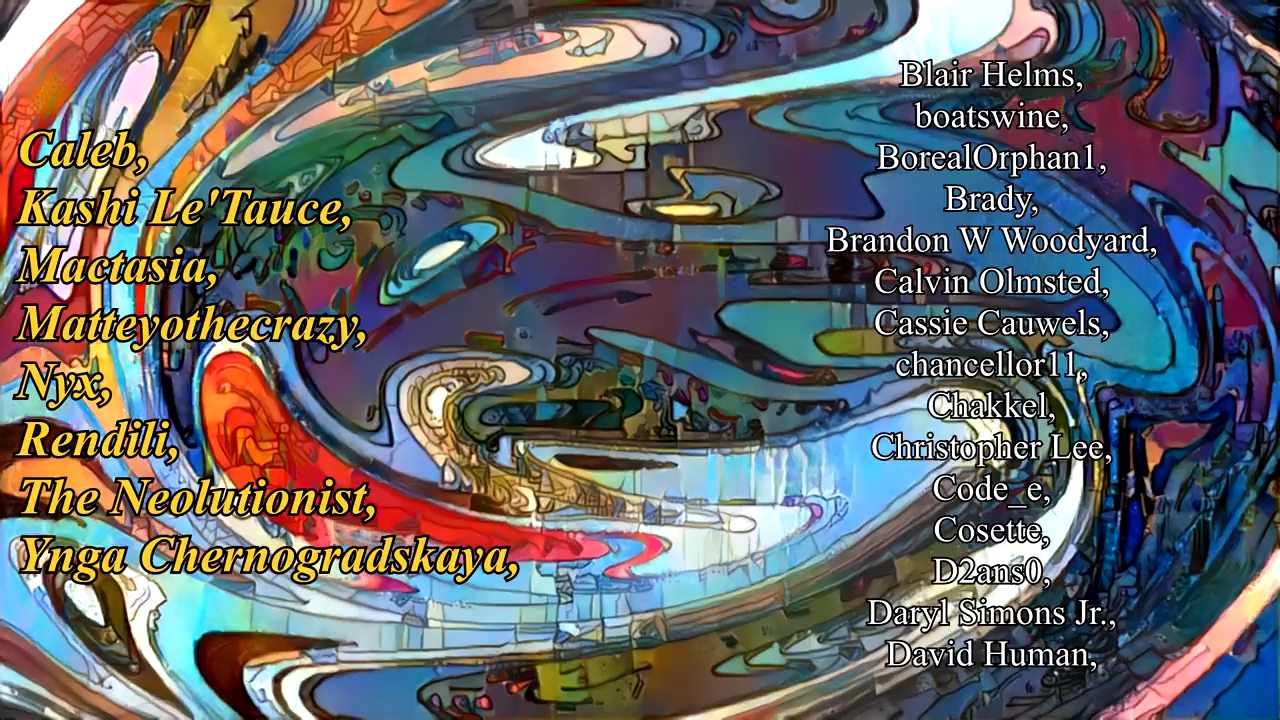 Caleb,
Kashi Le'Tauce,
Mactasia,
Matteyothecrazy,
Nyx,
Rendili,
The Neolutionist,
Ynga Chernogradskaya,
Blair Helms,
boatswine,
BorealOrphan1,
Brady,
Brandon W Woodyard,
Calvin Olmsted,
Cassie Cauwels,
chancellor11,
Chakkel,
Christopher Lee,
Code_e,
Cosette,
D2ans0,
Daryl Simons Jr.,
David Human,